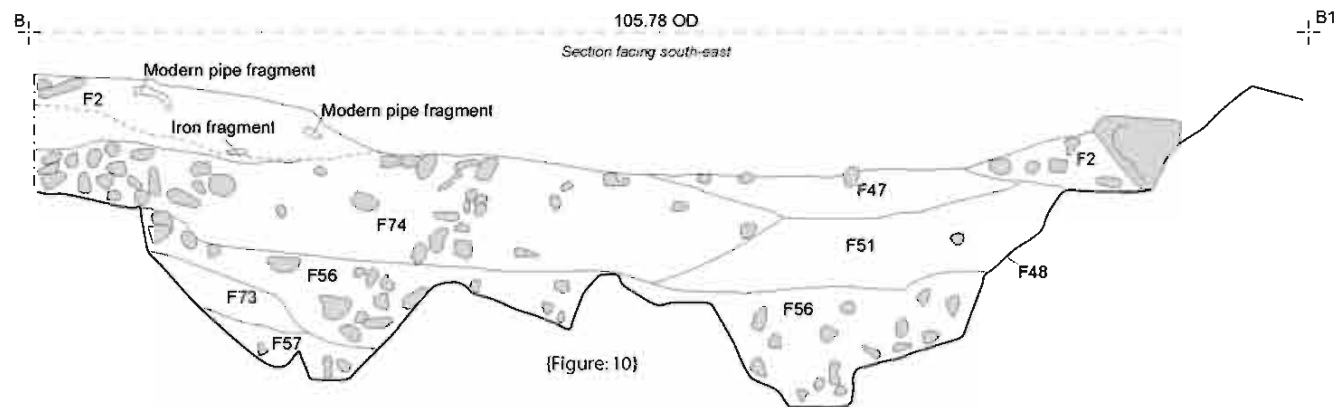 B
105.78 OD
B1
Section facing south-east
Modern pipe fragment
F2
Modern pipe fragment
Iron fragment
F2
F47
F74
F51
F48
F56
F73
F56
F57
{Figure: 10}